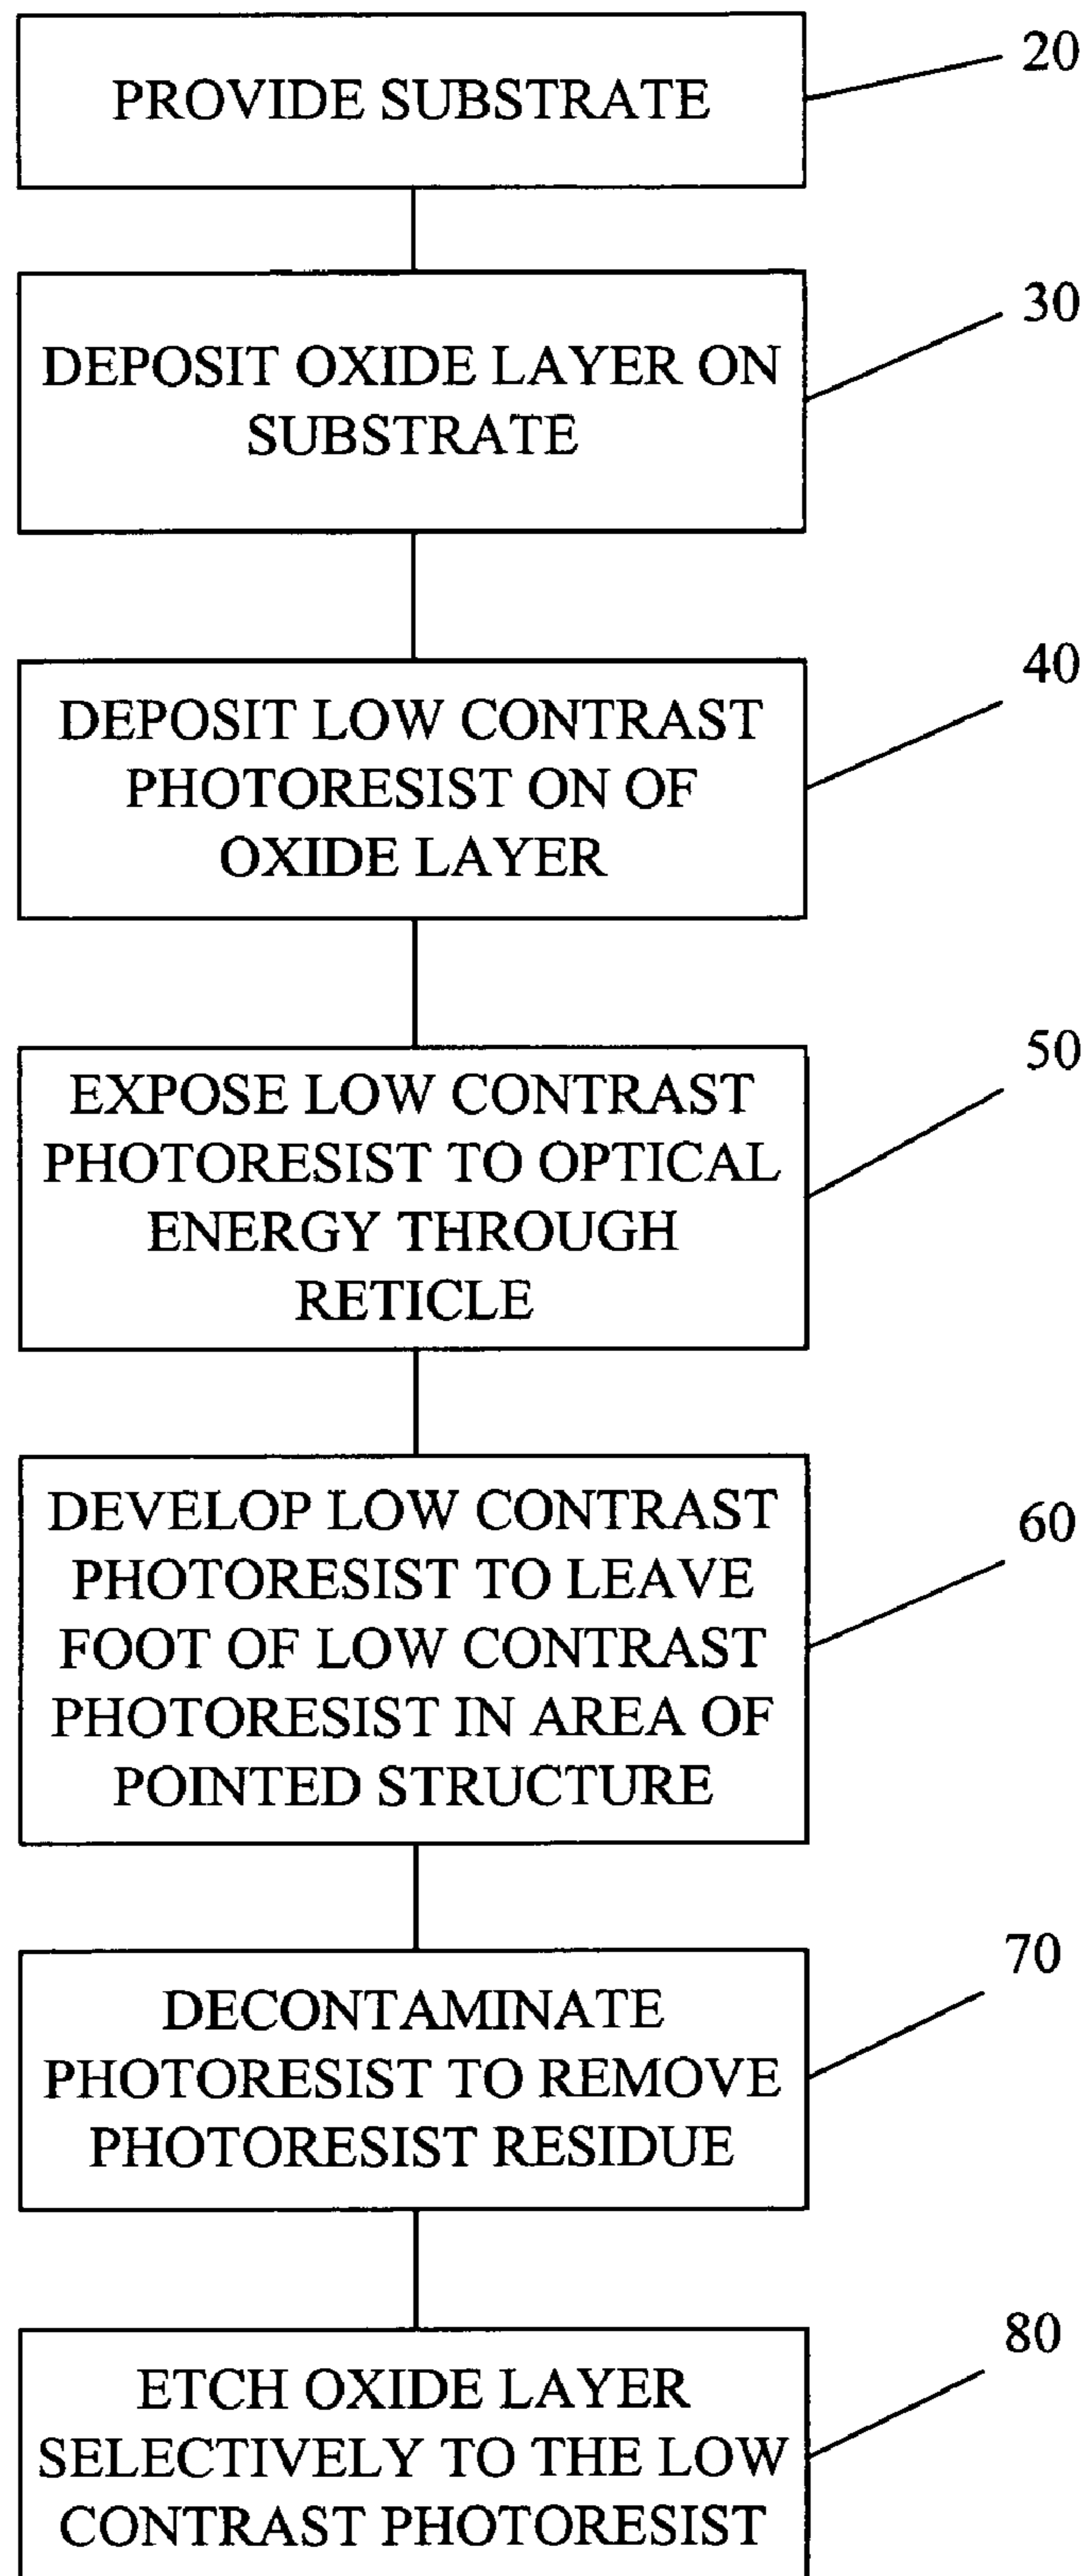 PROVIDE SUBSTRATE
20
DEPOSIT OXIDE LAYER ON
SUBSTRATE
30
DEPOSIT LOW CONTRAST
PHOTORESIST ON OF
OXIDE LAYER
40
EXPOSE LOW CONTRAST
PHOTORESIST TO OPTICAL
ENERGY THROUGH
RETICLE
50
DEVELOP LOW CONTRAST
PHOTORESIST TO LEAVE
FOOT OF LOW CONTRAST
PHOTORESIST IN AREA OF
POINTED STRUCTURE
60
DECONTAMINATE
PHOTORESIST TO REMOVE
PHOTORESIST RESIDUE
70
ETCH OXIDE LAYER
SELECTIVELY TO THE LOW
CONTRAST PHOTORESIST
80